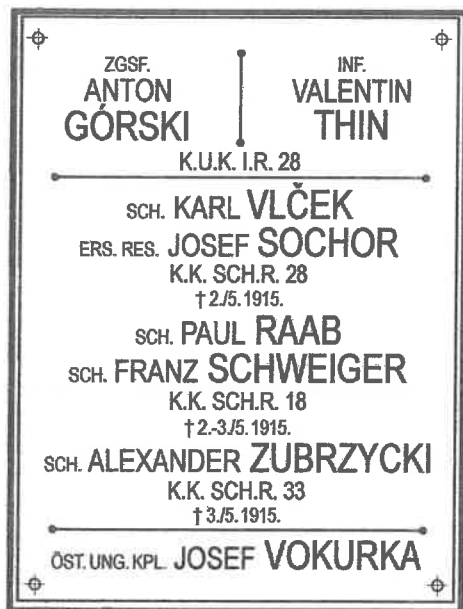 ZGSF.
ANTON
GÓRSKI
INF.
VALENTIN
THIN
K.U.K. I.R. 28
SCH. KARL VLČEK
ERS. RES. JOSEF SOCHOR
K.K. SCH.R. 28
† 2./5. 1915.
SCH. PAUL RAAB
SCH. FRANZ SCHWEIGER
K.K. SCH.R. 18
† 2.-3./5. 1915.
SCH. ALEXANDER ZUBRZYCKI
K.K. SCH.R. 33
† 3./5. 1915.
ÖST. UNG. KPL. JOSEF VOKURKA